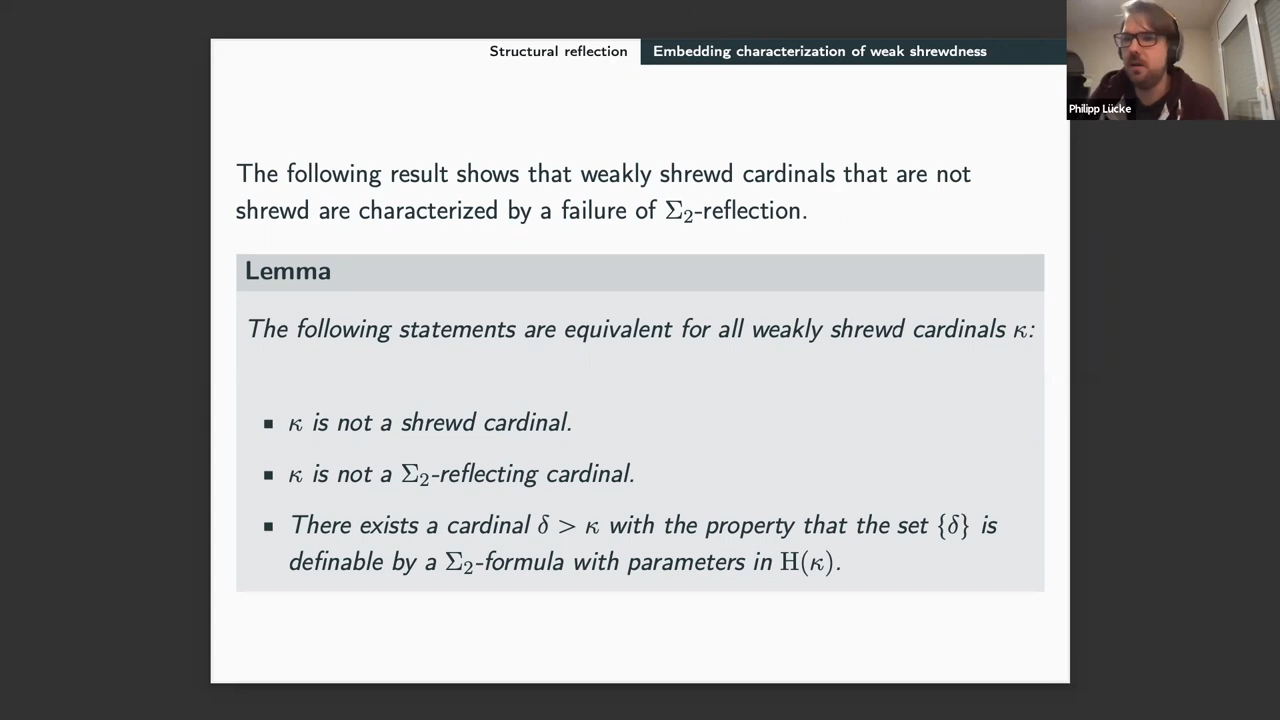 Structural reflection
Embedding characterization of weak shrewdness
Philipp Lücke
The following result shows that weakly shrewd cardinals that are not
shrewd are characterized by a failure of Σ₂-reflection.
Lemma
The following statements are equivalent for all weakly shrewd cardinals κ:
▪ κ is not a shrewd cardinal.
▪ κ is not a Σ₂-reflecting cardinal.
▪ There exists a cardinal δ > κ with the property that the set {δ} is
definable by a Σ₂-formula with parameters in H(κ).